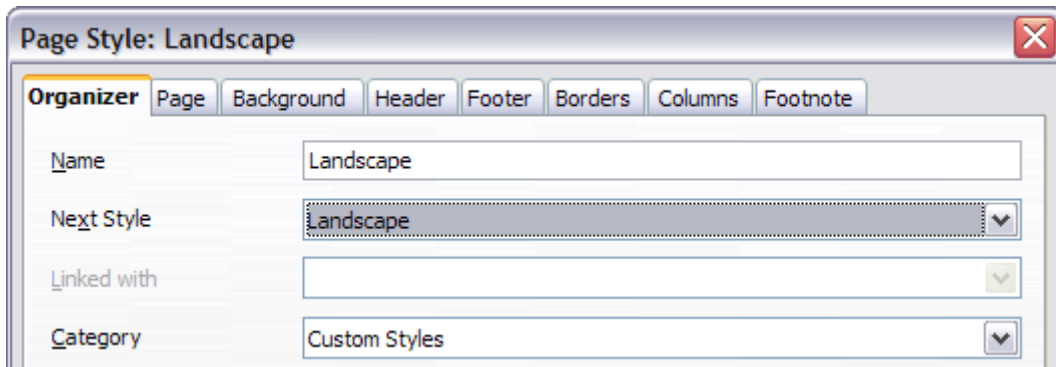 Page Style: Landscape
Organizer Page Background Header Footer Borders Columns Footnote
Name Landscape
Next Style Landscape
Linked with
Category Custom Styles